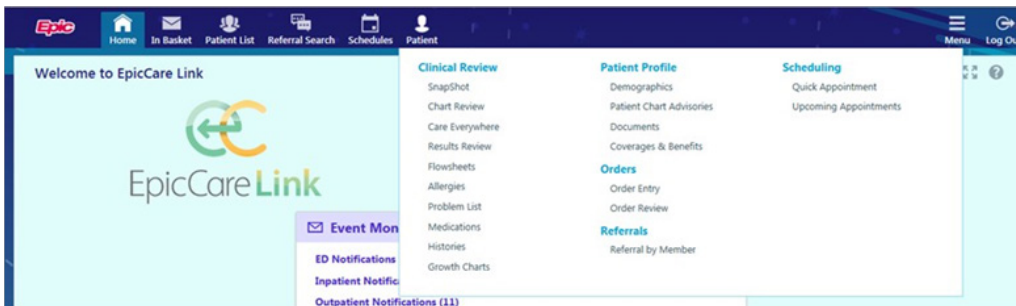 Epic
Home In Basket Patient List Referral Search Schedules Patient Menu Log Ou
Welcome to EpicCare Link
EpicCare Link
Event Mon
ED Notifications
Inpatient Notific
Outpatient Notifications (11)
Clinical Review
SnapShot
Chart Review
Care Everywhere
Results Review
Flowsheets
Allergies
Problem List
Medications
Histories
Growth Charts
Patient Profile
Demographics
Patient Chart Advisories
Documents
Coverages & Benefits
Orders
Order Entry
Order Review
Referrals
Referral by Member
Scheduling
Quick Appointment
Upcoming Appointments